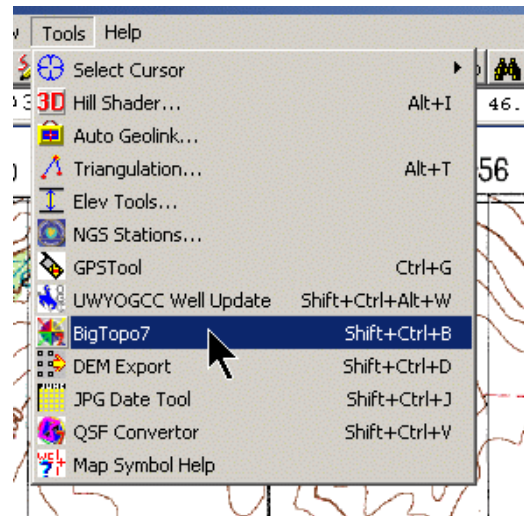 Tools Help
Select Cursor
46.
3D Hill Shader... Alt+I
Auto Geolink...
Triangulation... Alt+T
56
Elev Tools...
NGS Stations...
GPSTool Ctrl+G
UWYOGCC Well Update Shift+Ctrl+Alt+W
BigTopo7 Shift+Ctrl+B
DEM Export Shift+Ctrl+D
JPG Date Tool Shift+Ctrl+J
QSF Convertor Shift+Ctrl+V
Map Symbol Help